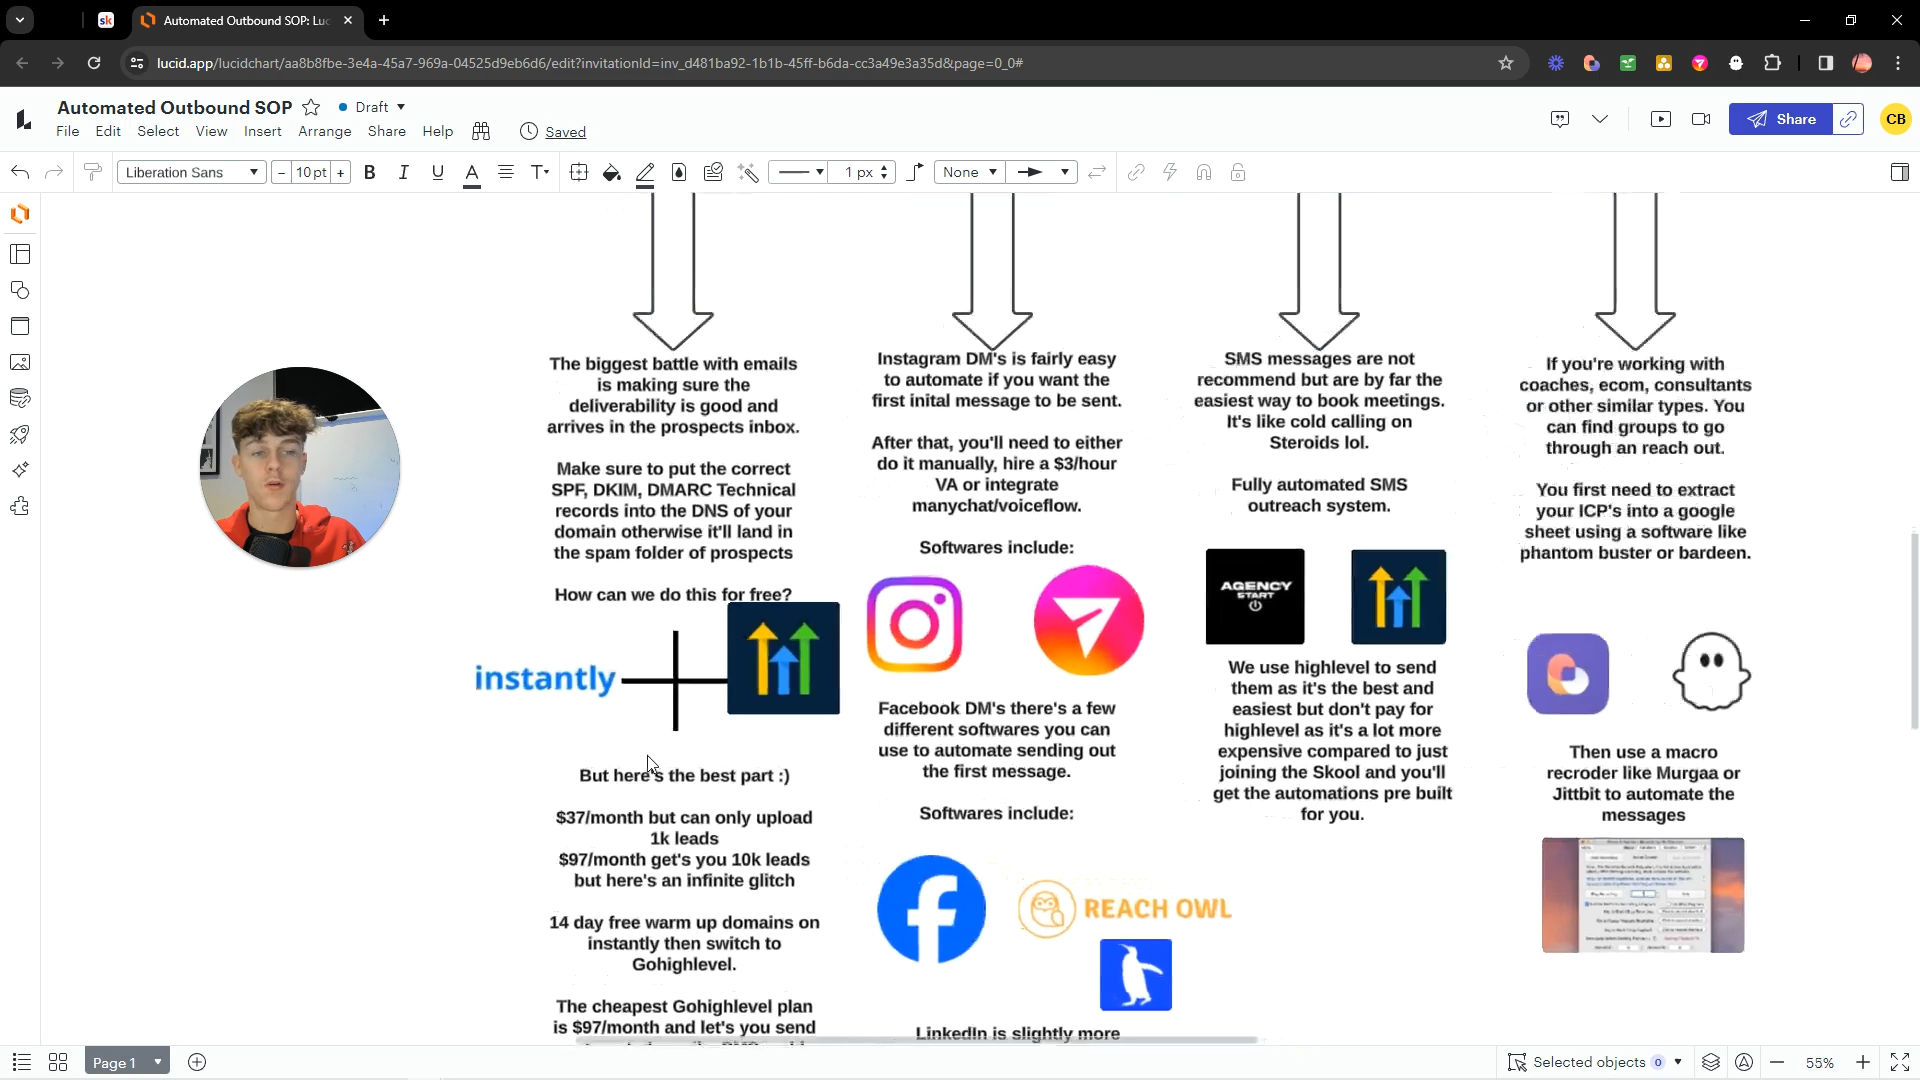 Automated Outbound SOP: Luc
lucid.app/lucidchart/aa8b8fbe-3e4a-45a7-969a-04525d9eb6d6/edit?invitationId=inv_d481ba92-1b1b-45ff-b6da-cc3a49e3a35d&page=0_0#
Automated Outbound SOP
Draft
File Edit Select View Insert Arrange Share Help Saved
Share
CB
Liberation Sans
- 10 pt +
B I U A T
1 px
None
The biggest battle with emails
is making sure the
deliverability is good and
arrives in the prospects inbox.
Make sure to put the correct
SPF, DKIM, DMARC Technical
records into the DNS of your
domain otherwise it'll land in
the spam folder of prospects
How can we do this for free?
instantly
But here's the best part :)
$37/month but can only upload
1k leads
$97/month get's you 10k leads
but here's an infinite glitch
14 day free warm up domains on
instantly then switch to
Gohighlevel.
The cheapest Gohighlevel plan
is $97/month and let's you send
Instagram DM's is fairly easy
to automate if you want the
first inital message to be sent.
After that, you'll need to either
do it manually, hire a $3/hour
VA or integrate
manychat/voiceflow.
Softwares include:
Facebook DM's there's a few
different softwares you can
use to automate sending out
the first message.
Softwares include:
REACH OWL
LinkedIn is slightly more
SMS messages are not
recommend but are by far the
easiest way to book meetings.
It's like cold calling on
Steroids lol.
Fully automated SMS
outreach system.
AGENCY
START
We use highlevel to send
them as it's the best and
easiest but don't pay for
highlevel as it's a lot more
expensive compared to just
joining the Skool and you'll
get the automations pre built
for you.
If you're working with
coaches, ecom, consultants
or other similar types. You
can find groups to go
through an reach out.
You first need to extract
your ICP's into a google
sheet using a software like
phantom buster or bardeen.
Then use a macro
recroder like Murgaa or
Jittbit to automate the
messages
Page 1
Selected objects 0
55%